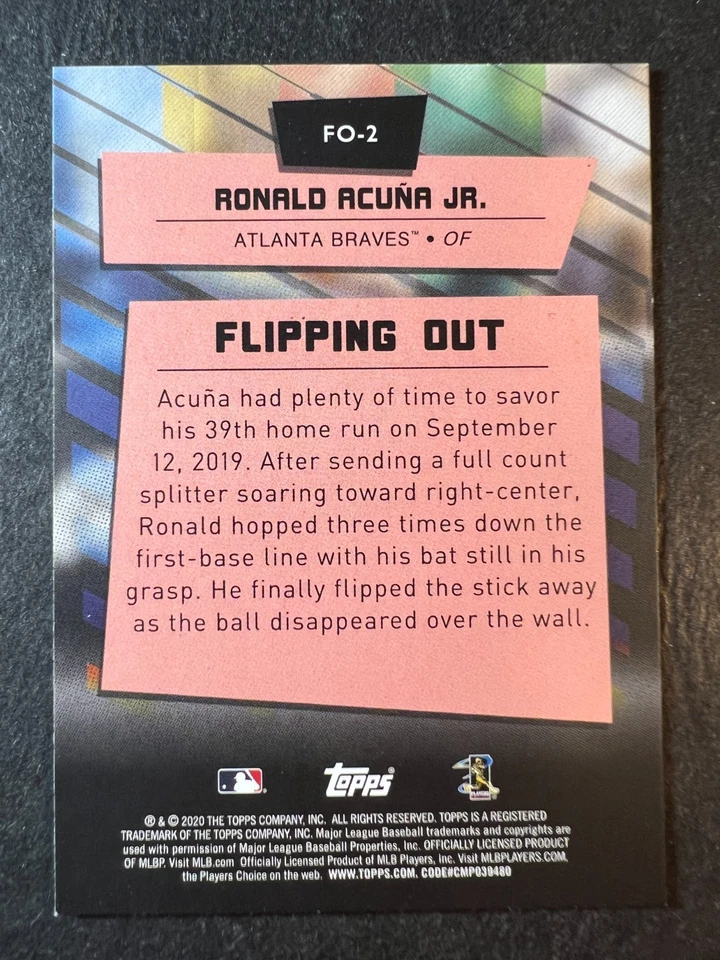 FO-2
RONALD ACUÑA JR.
ATLANTA BRAVES™ • OF
FLIPPING OUT
Acuña had plenty of time to savor
his 39th home run on September
12, 2019. After sending a full count
splitter soaring toward right-center,
Ronald hopped three times down the
first-base line with his bat still in his
grasp. He finally flipped the stick away
as the ball disappeared over the wall.
Topps®
® & © 2020 THE TOPPS COMPANY, INC. ALL RIGHTS RESERVED. TOPPS IS A REGISTERED
TRADEMARK OF THE TOPPS COMPANY, INC. Major League Baseball trademarks and copyrights are
used with permission of Major League Baseball Properties, Inc. OFFICIALLY LICENSED PRODUCT
OF MLBP. Visit MLB.com Officially Licensed Product of MLB Players, Inc. Visit MLBPLAYERS.COM,
the Players Choice on the web. WWW.TOPPS.COM. CODE#CMP039480